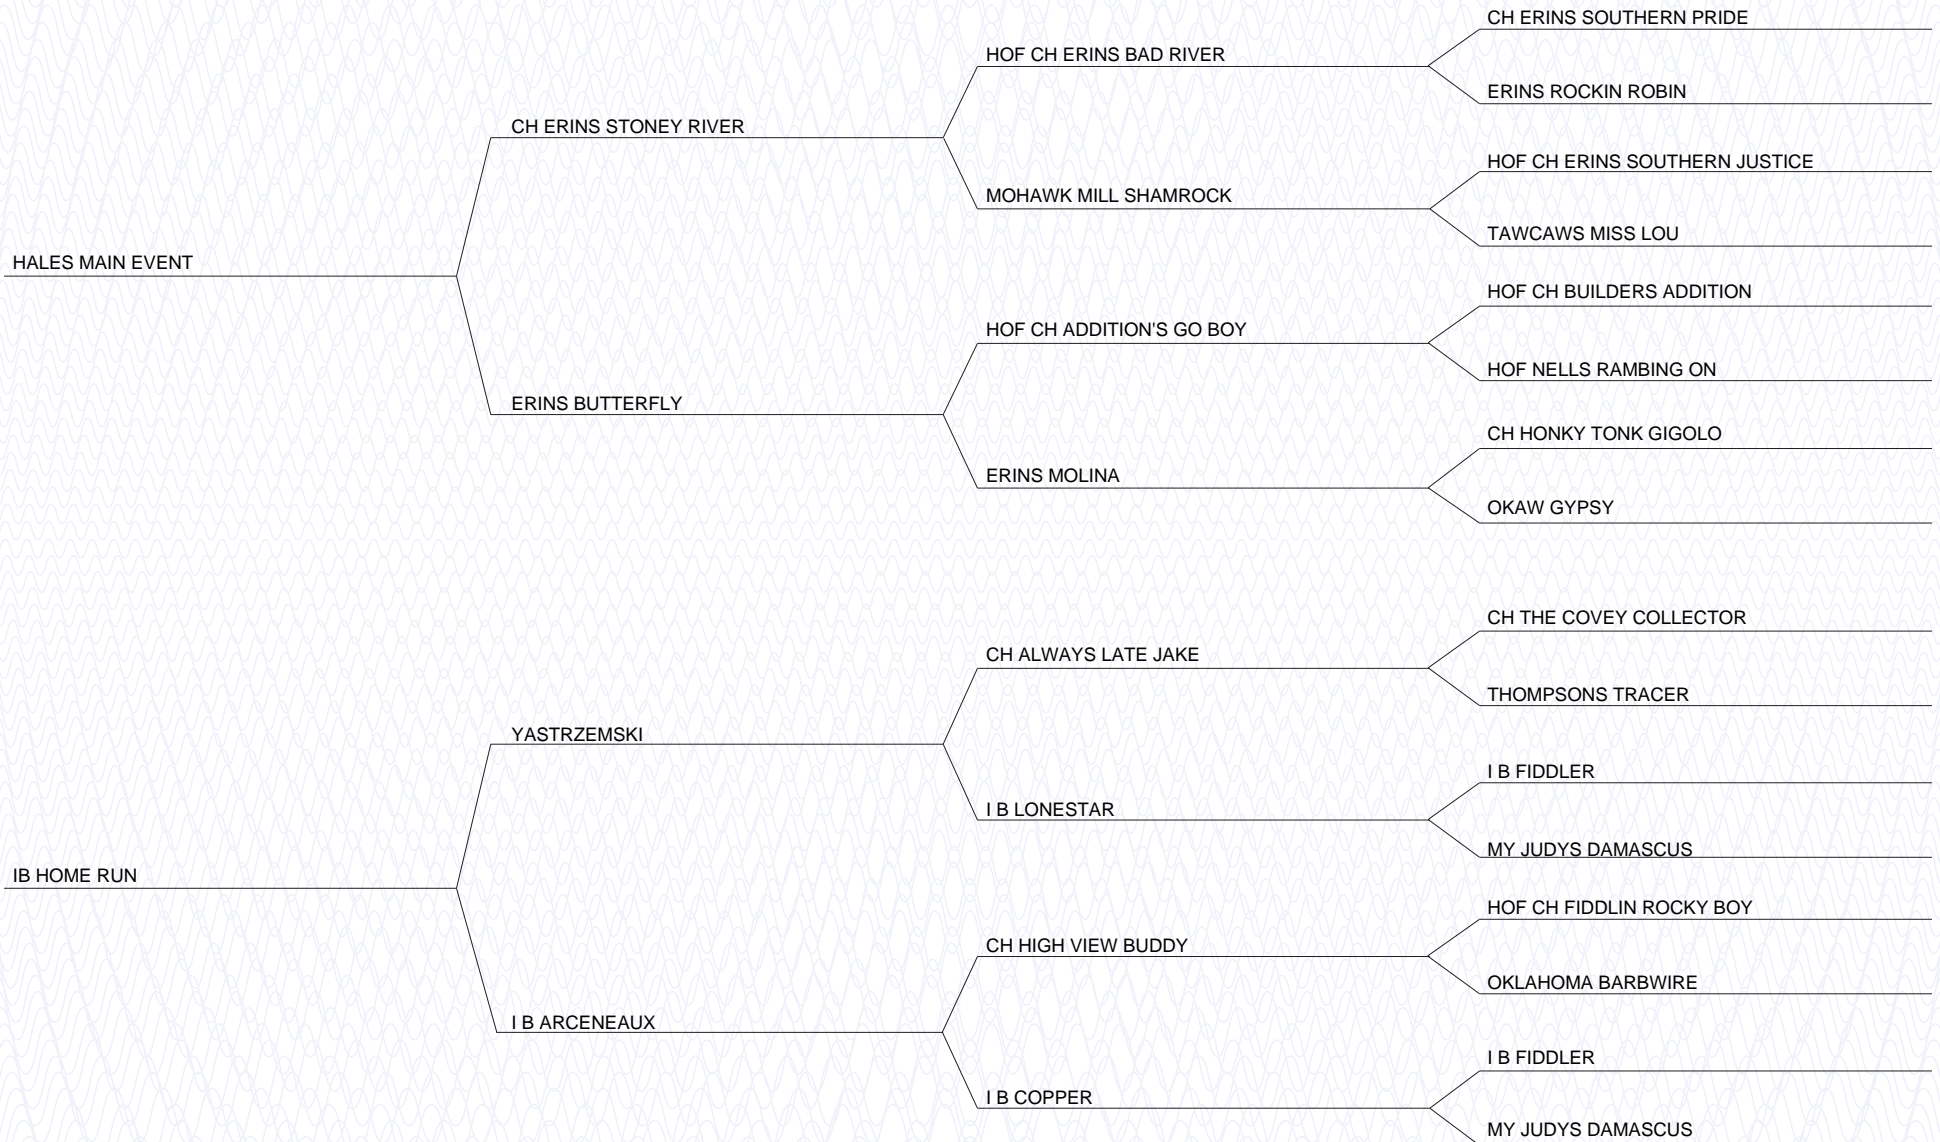 CH ERINS SOUTHERN PRIDE
HOF CH ERINS BAD RIVER
ERINS ROCKIN ROBIN
CH ERINS STONEY RIVER
HOF CH ERINS SOUTHERN JUSTICE
MOHAWK MILL SHAMROCK
TAWCAWS MISS LOU
HALES MAIN EVENT
HOF CH BUILDERS ADDITION
HOF CH ADDITION'S GO BOY
HOF NELLS RAMBING ON
ERINS BUTTERFLY
CH HONKY TONK GIGOLO
ERINS MOLINA
OKAW GYPSY
CH THE COVEY COLLECTOR
CH ALWAYS LATE JAKE
THOMPSONS TRACER
YASTRZEMSKI
I B FIDDLER
I B LONESTAR
MY JUDYS DAMASCUS
IB HOME RUN
HOF CH FIDDLIN ROCKY BOY
CH HIGH VIEW BUDDY
OKLAHOMA BARBWIRE
I B ARCENEAUX
I B FIDDLER
I B COPPER
MY JUDYS DAMASCUS